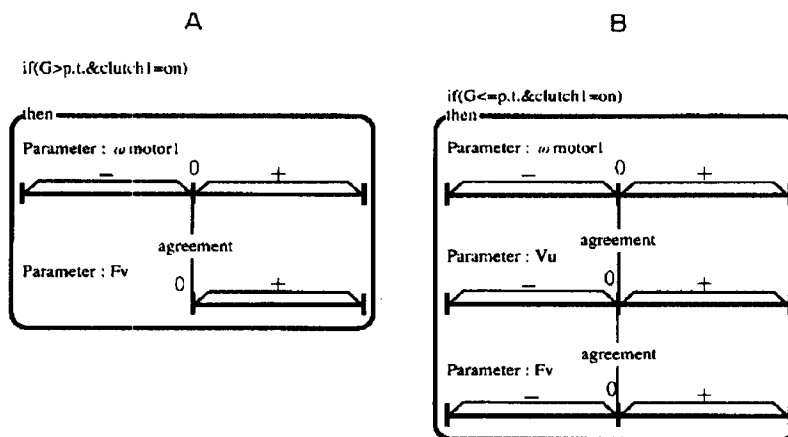 A
if(G>p.t.&clutch1=on)
then
Parameter : ω motor1
0
− +
agreement
Parameter : Fv
0 +
B
if(G<=p.t.&clutch1=on)
then
Parameter : ω motor1
0
− +
agreement
Parameter : Vu
− 0 +
agreement
Parameter : Fv
0
− +